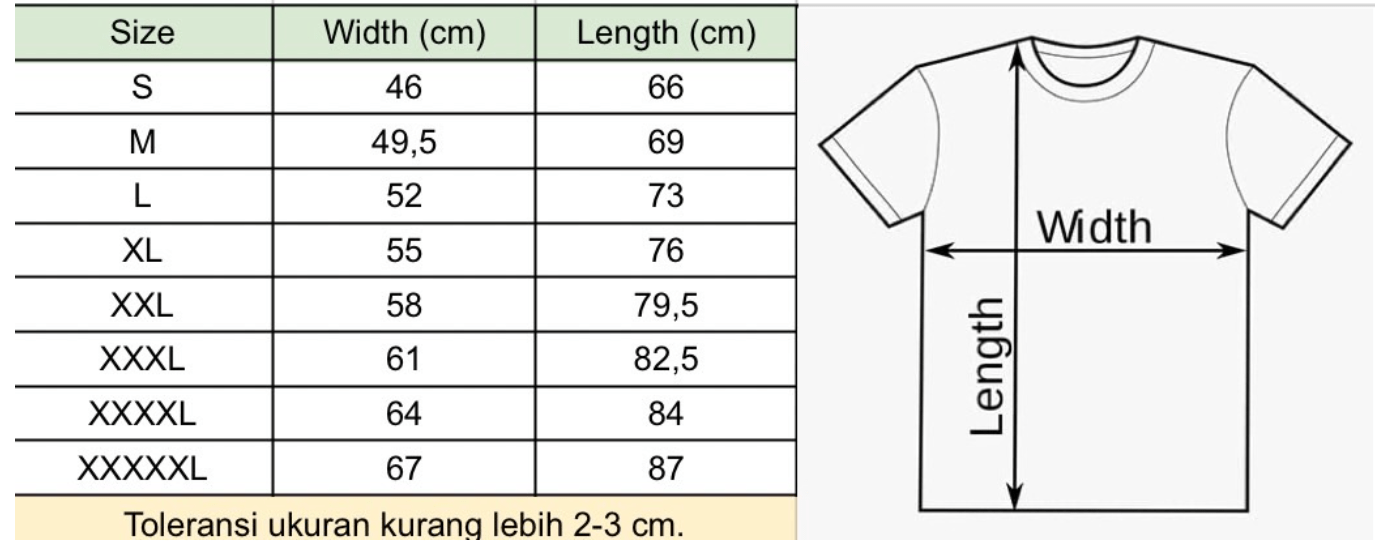 Size Width (cm) Length (cm)
S 46 66
M 49,5 69
L 52 73
XL 55 76
XXL 58 79,5
XXXL 61 82,5
XXXXL 64 84
XXXXXL 67 87
Toleransi ukuran kurang lebih 2-3 cm.
Width
Length